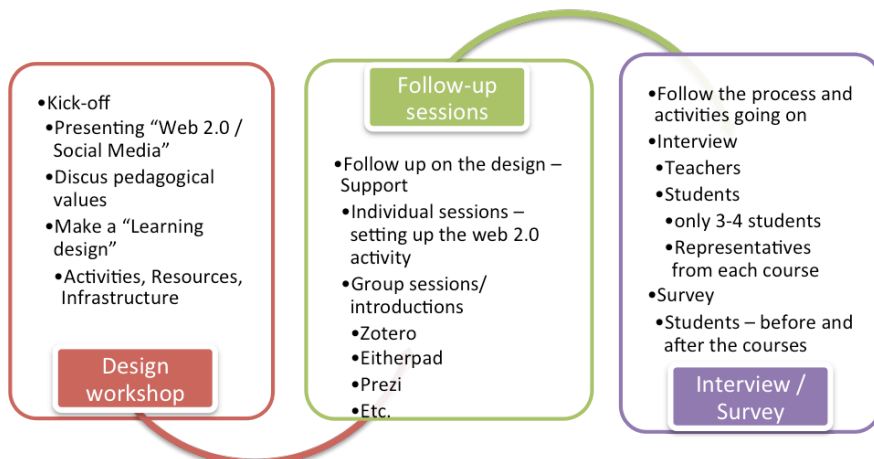 •Kick-off
•Presenting “Web 2.0 /
Social Media”
•Discus pedagogical
values
•Make a “Learning
design”
•Activities, Resources,
Infrastructure
Design
workshop
Follow-up
sessions
•Follow up on the design –
Support
•Individual sessions –
setting up the web 2.0
activity
•Group sessions/
introductions
•Zotero
•Eitherpad
•Prezi
•Etc.
•Follow the process and
activities going on
•Interview
•Teachers
•Students
•only 3-4 students
•Representatives
from each course
•Survey
•Students – before and
after the courses
Interview /
Survey